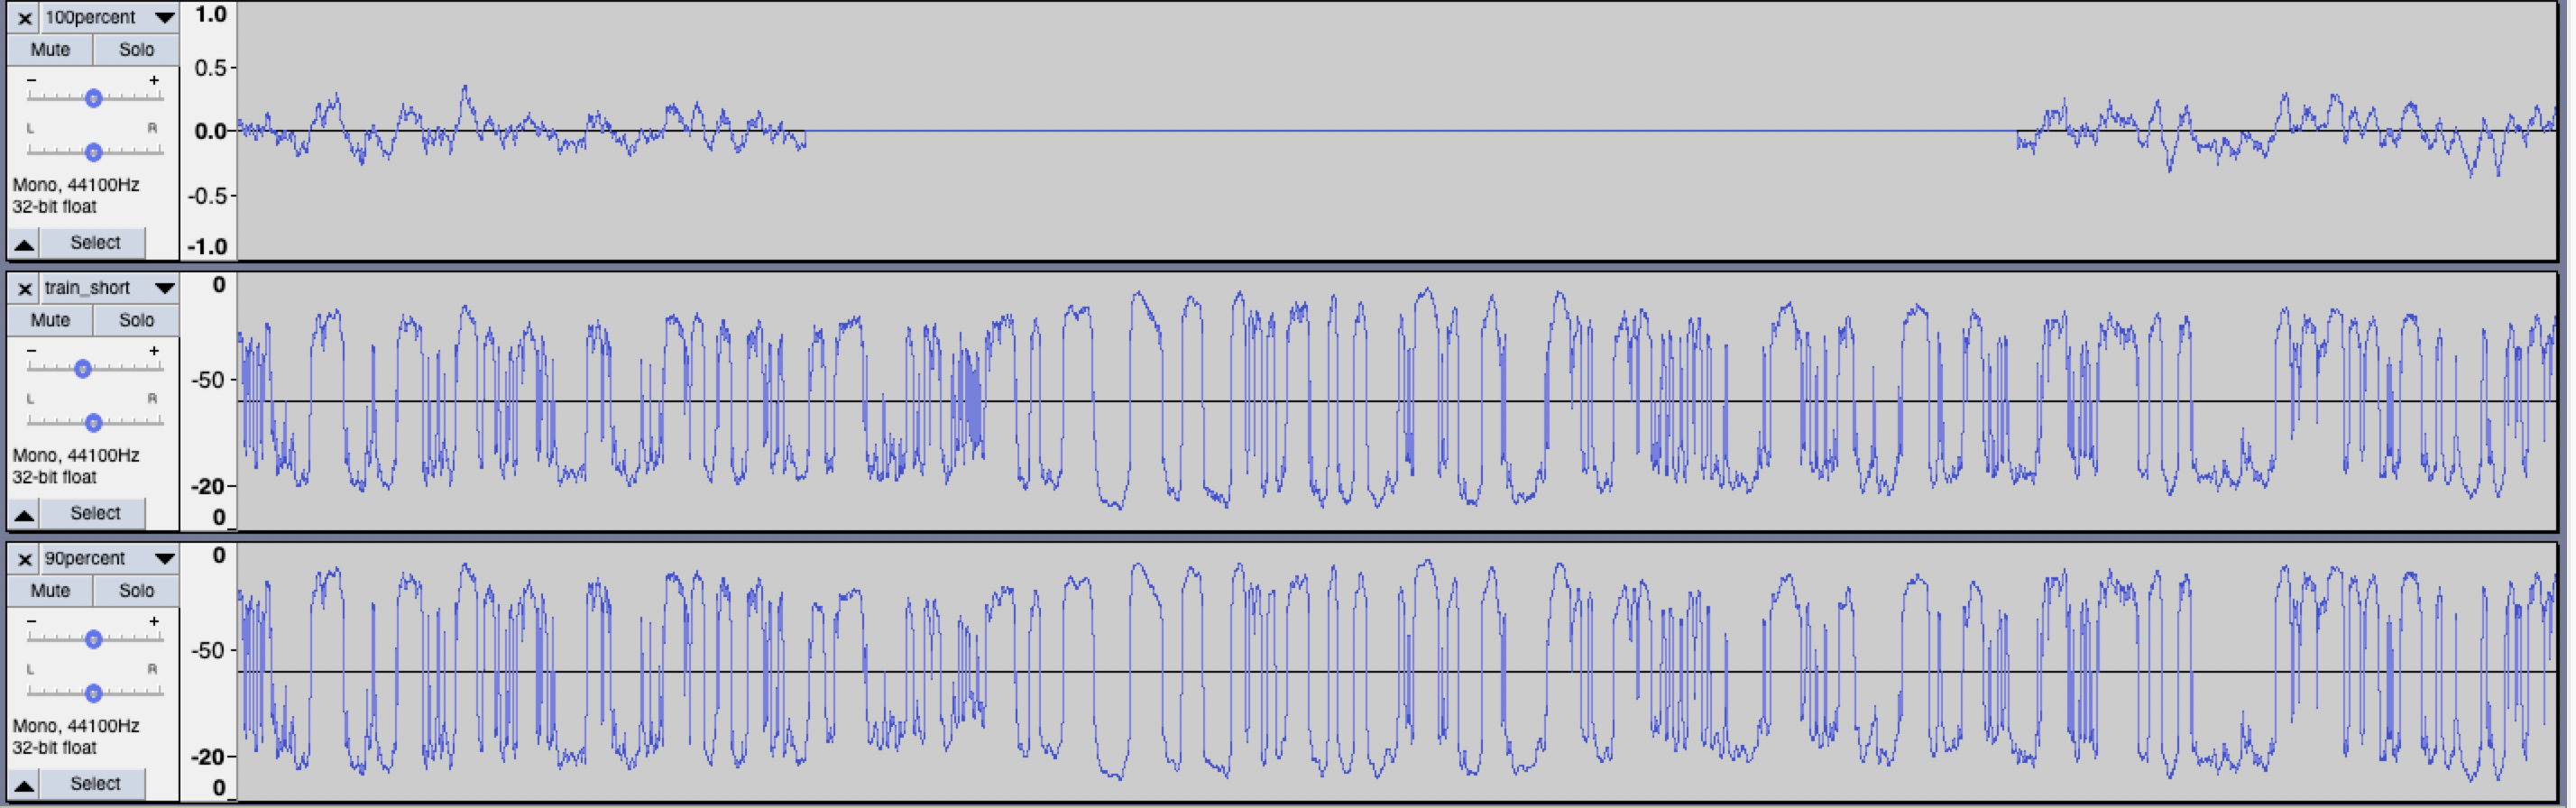 100percent
Mute Solo
- +
L R
Mono, 44100Hz
32-bit float
Select
1.0
0.5
0.0
-0.5
-1.0
train_short
Mute Solo
- +
L R
Mono, 44100Hz
32-bit float
Select
0
-50
-20
0
90percent
Mute Solo
- +
L R
Mono, 44100Hz
32-bit float
Select
0
-50
-20
0